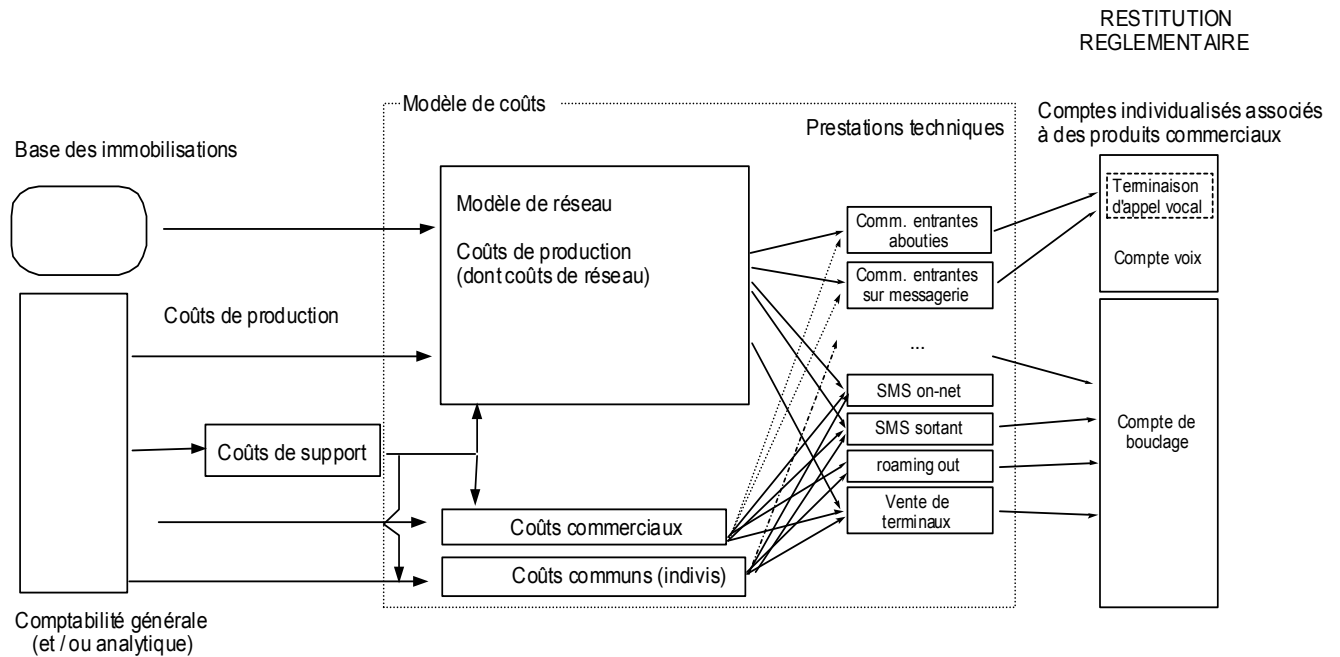 RESTITUTION
REGLEMENTAIRE
Modèle de coûts
Prestations techniques
Comptes individualisés associés
à des produits commerciaux
Base des immobilisations
Modèle de réseau
Coûts de production
(dont coûts de réseau)
Comm. entrantes
abouties
Comm. entrantes
sur messagerie
...
SMS on-net
SMS sortant
roaming out
Vente de
terminaux
Terminaison
d'appel vocal
Compte voix
Compte de
bouclage
Coûts de production
Coûts de support
Coûts commerciaux
Coûts communs (indivis)
Comptabilité générale
(et / ou analytique)